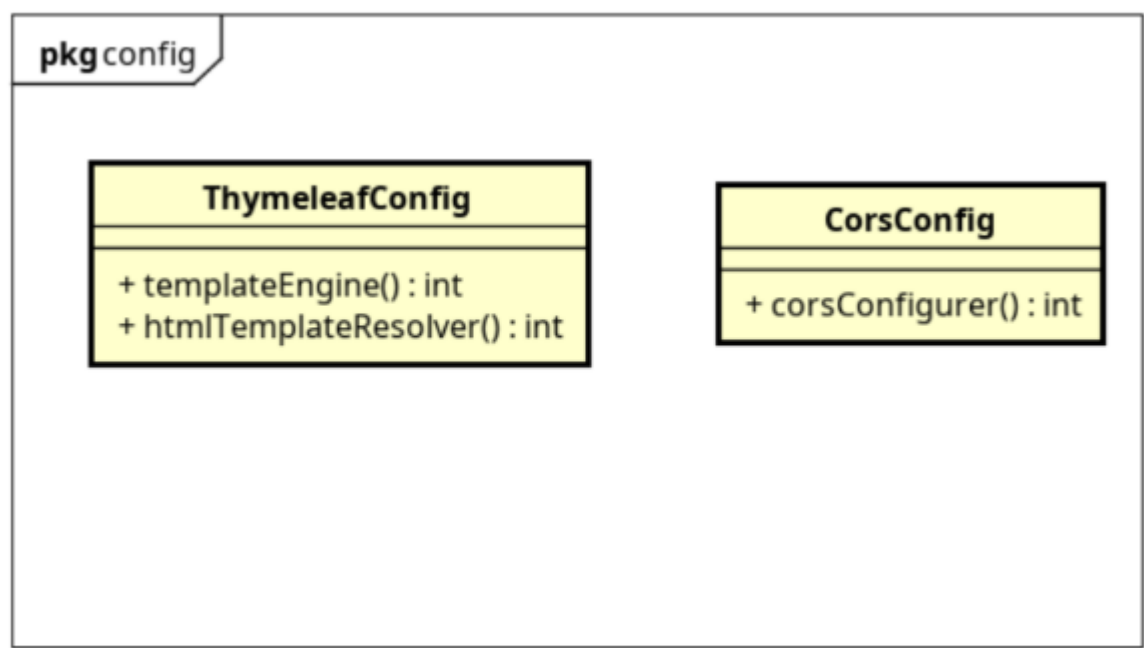 pkg config
ThymeleafConfig
+ templateEngine() : int
+ htmlTemplateResolver() : int
CorsConfig
+ corsConfigurer() : int